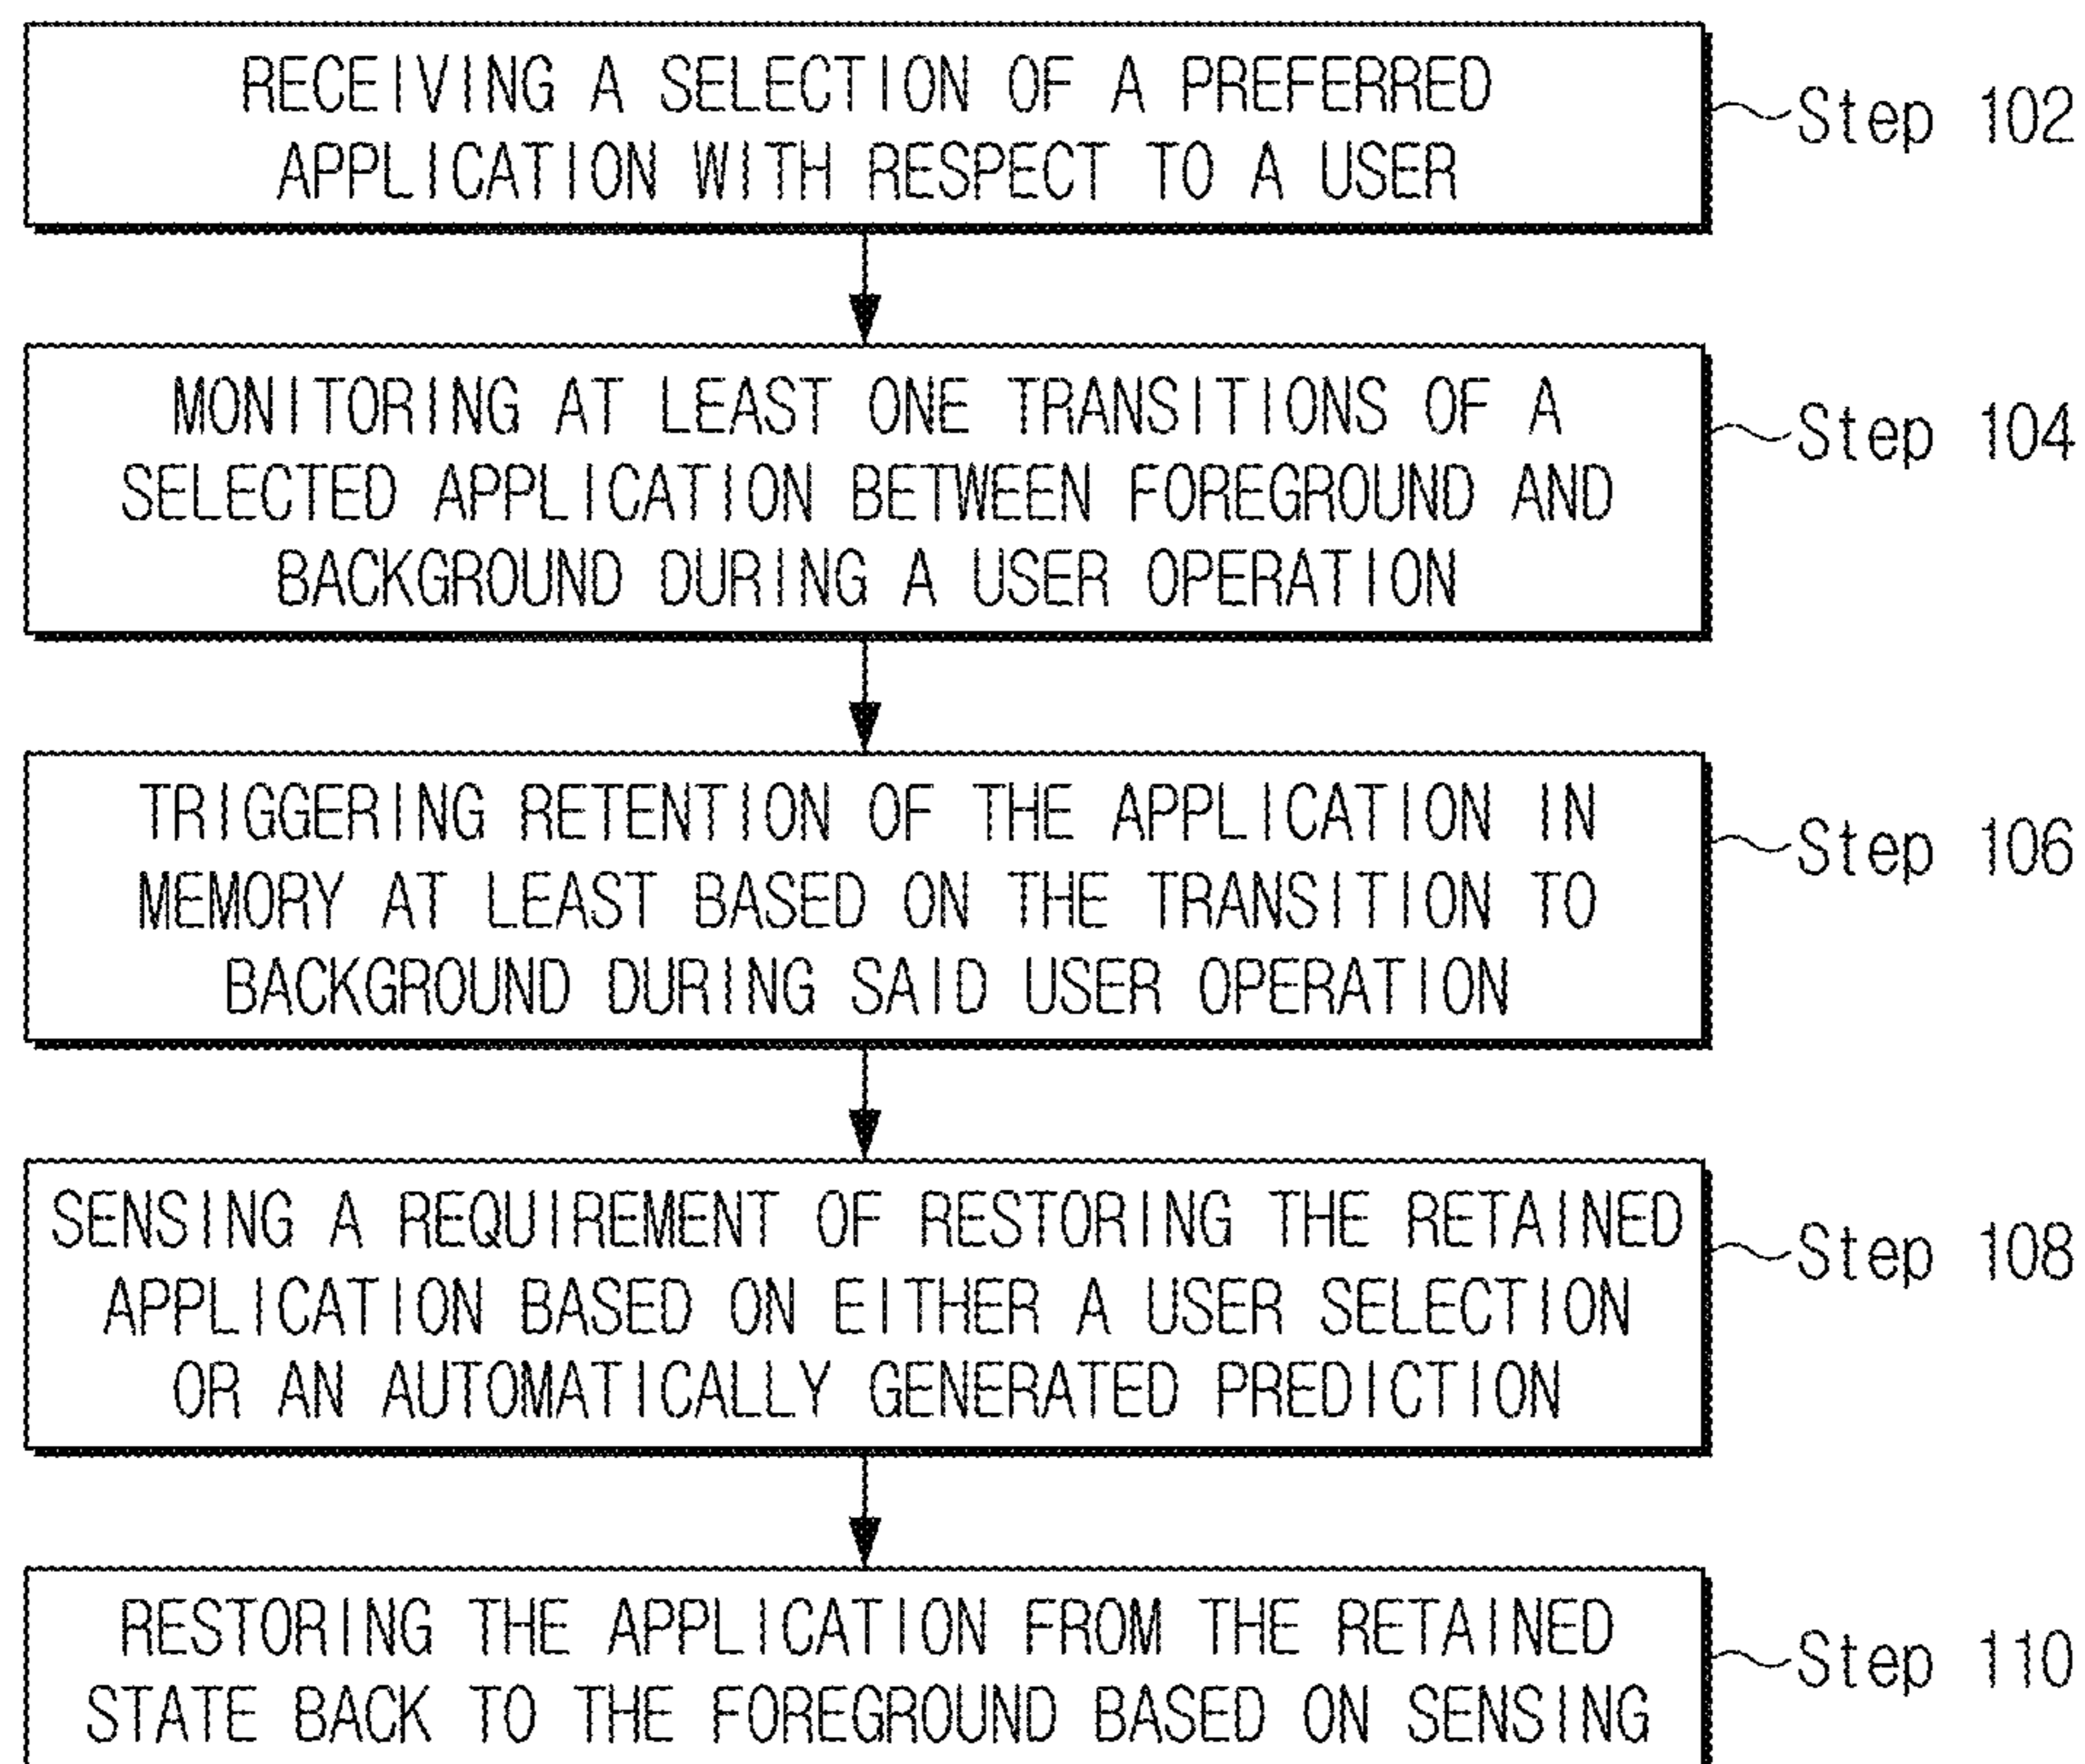 RECEIVING A SELECTION OF A PREFERRED
APPLICATION WITH RESPECT TO A USER
Step 102
MONITORING AT LEAST ONE TRANSITIONS OF A
SELECTED APPLICATION BETWEEN FOREGROUND AND
BACKGROUND DURING A USER OPERATION
Step 104
TRIGGERING RETENTION OF THE APPLICATION IN
MEMORY AT LEAST BASED ON THE TRANSITION TO
BACKGROUND DURING SAID USER OPERATION
Step 106
SENSING A REQUIREMENT OF RESTORING THE RETAINED
APPLICATION BASED ON EITHER A USER SELECTION
OR AN AUTOMATICALLY GENERATED PREDICTION
Step 108
RESTORING THE APPLICATION FROM THE RETAINED
STATE BACK TO THE FOREGROUND BASED ON SENSING
Step 110